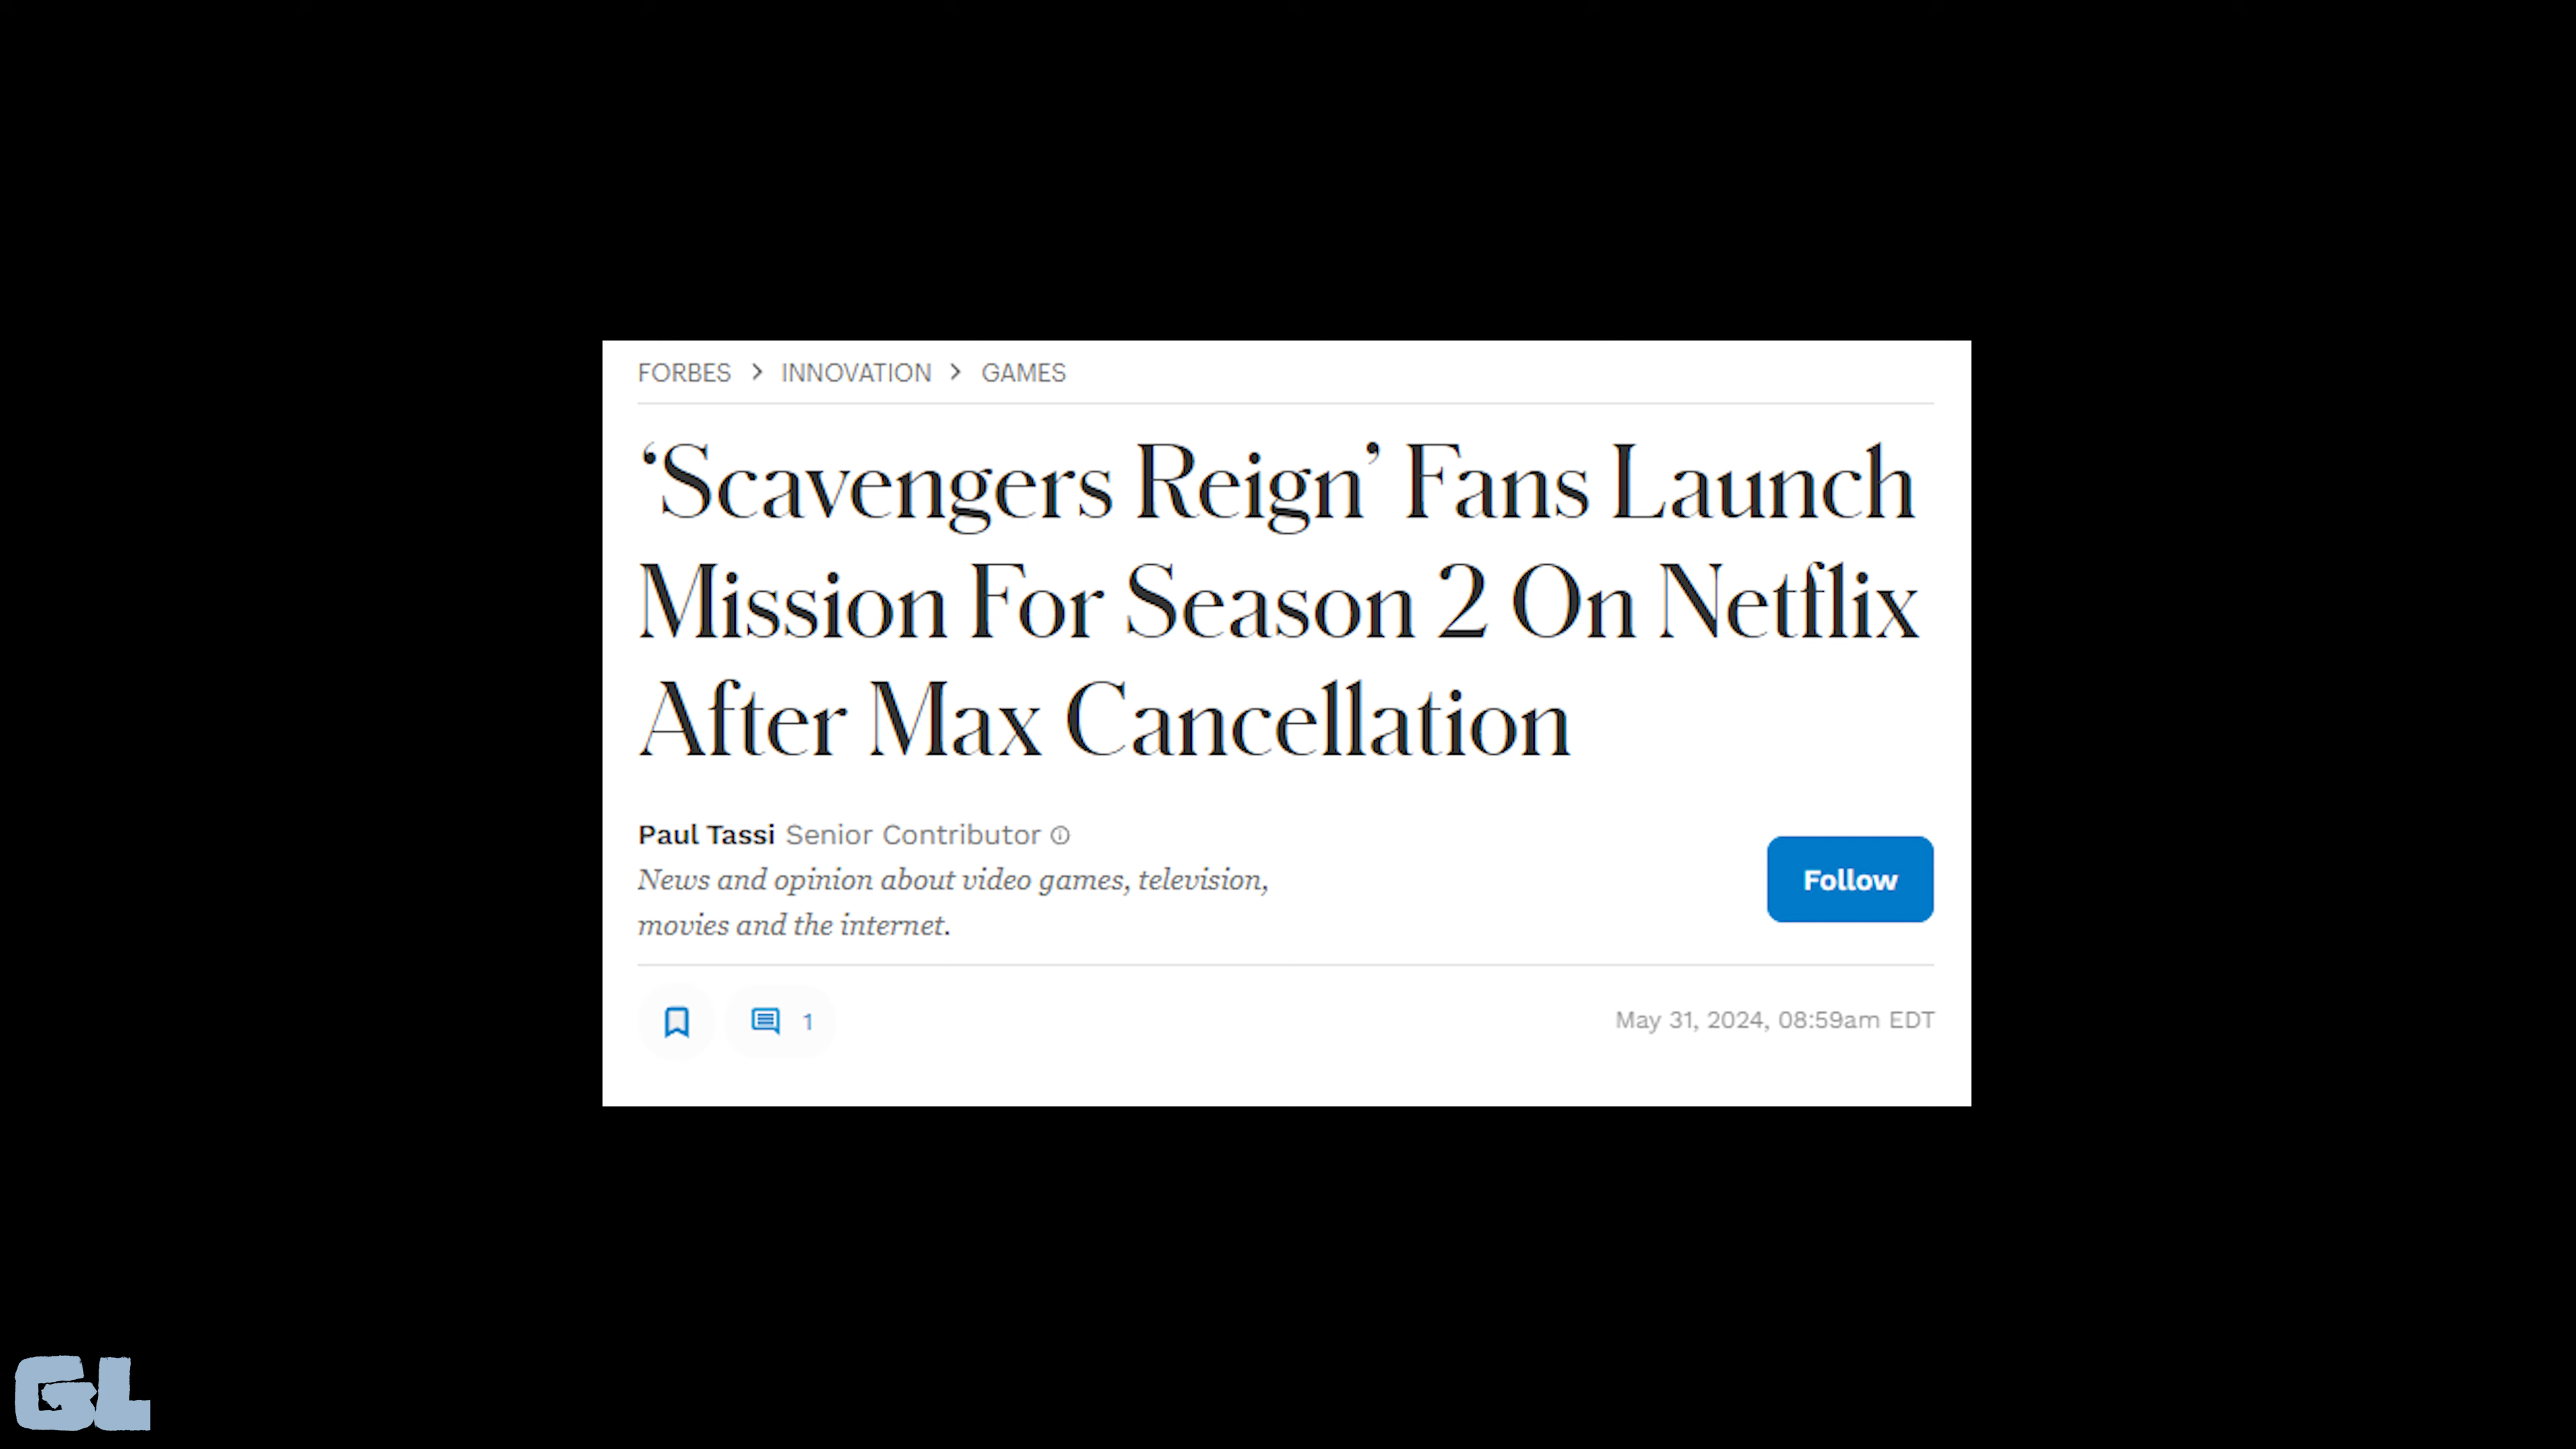 FORBES > INNOVATION > GAMES
‘Scavengers Reign’ Fans Launch
Mission For Season 2 On Netflix
After Max Cancellation
Paul Tassi Senior Contributor
News and opinion about video games, television,
movies and the internet.
Follow
1
May 31, 2024, 08:59am EDT
GL